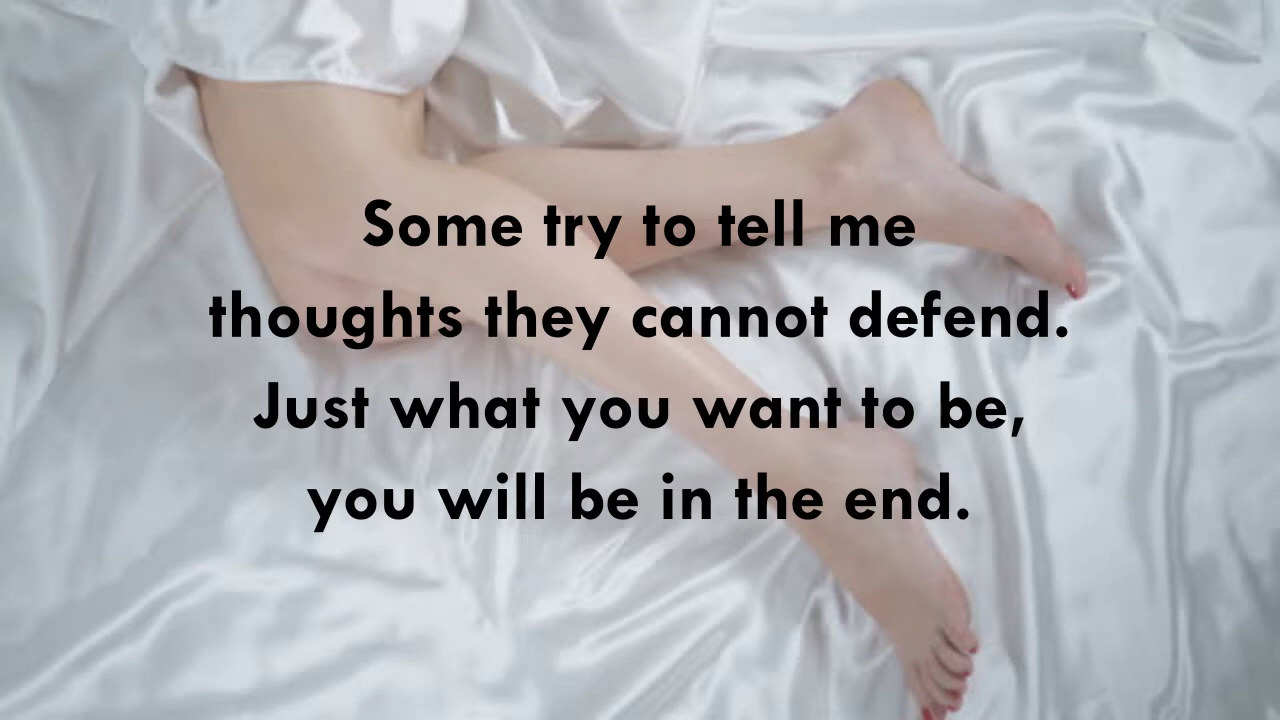 Some try to tell me
thoughts they cannot defend.
Just what you want to be,
you will be in the end.